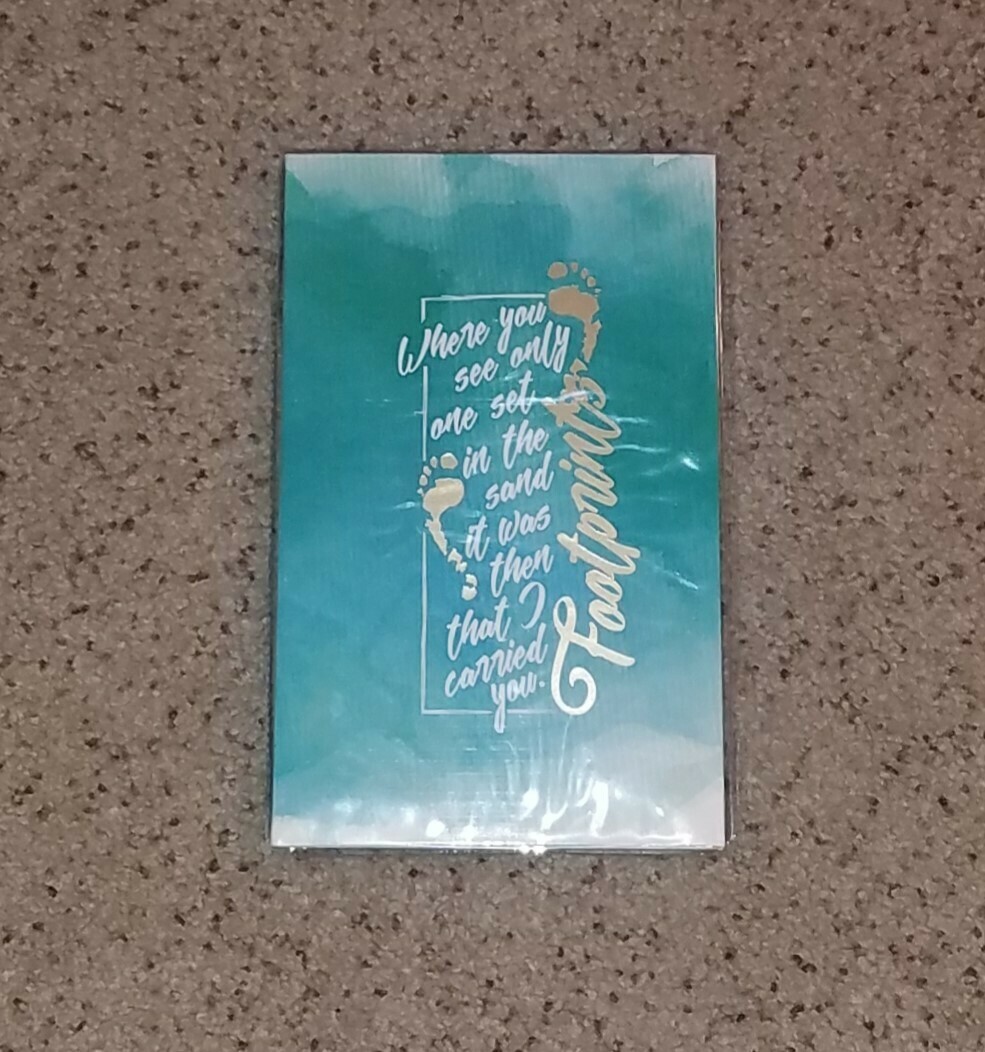 Where you
see only
one set
in the
sand
it was
then
that I
carried
you.
Footprints